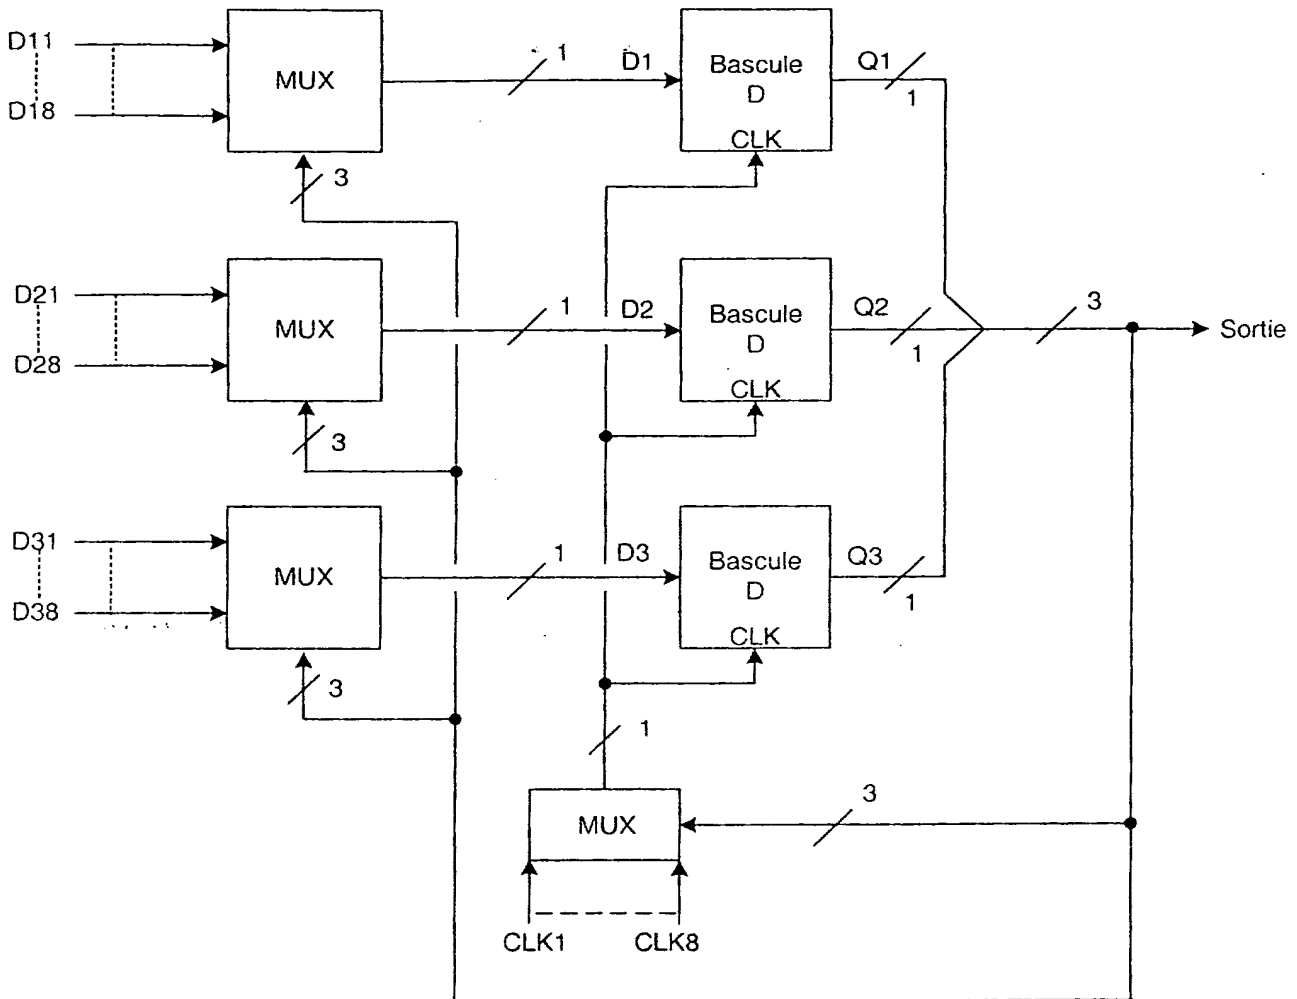 D11
D18
MUX
3
1
D1
Bascule
D
CLK
Q1
1
D21
D28
MUX
3
1
D2
Bascule
D
CLK
Q2
1
3
Sortie
D31
D38
MUX
3
1
D3
Bascule
D
CLK
Q3
1
1
MUX
3
CLK1
CLK8